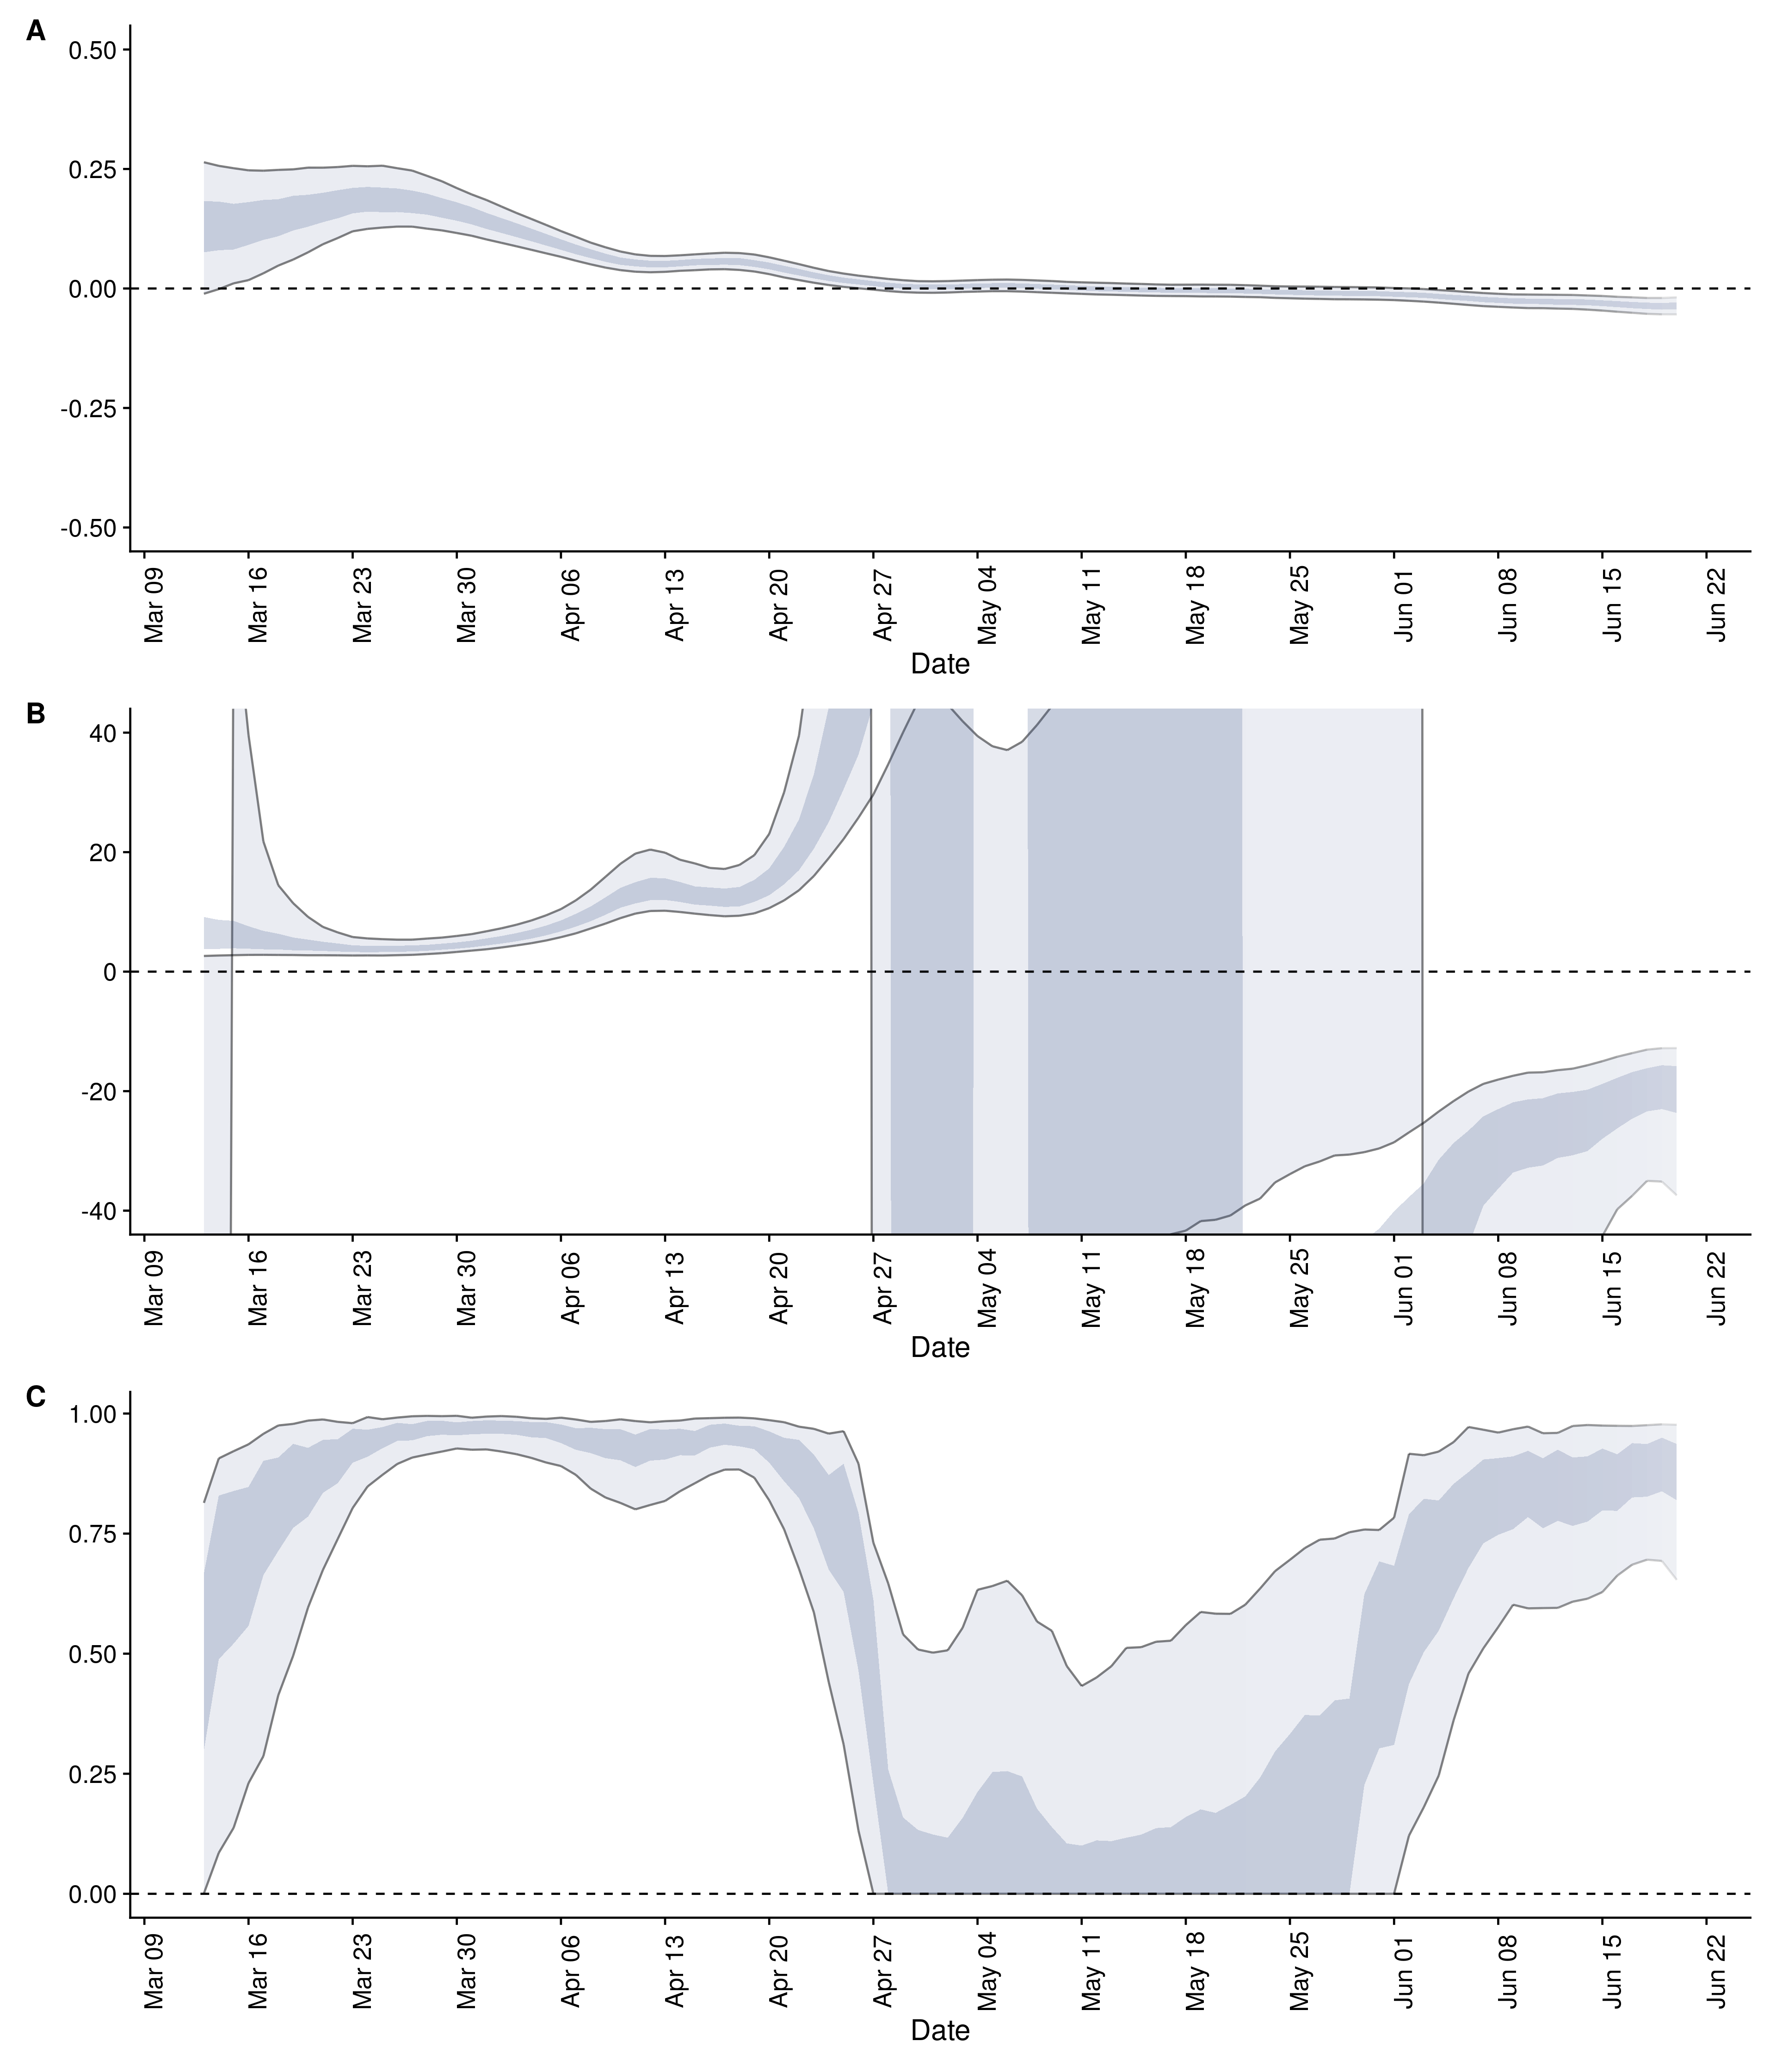 A
0.50
0.25
0.00
-0.25
-0.50
Mar 09
Mar 16
Mar 23
Mar 30
Apr 06
Apr 13
Apr 20
Apr 27
May 04
May 11
May 18
May 25
Jun 01
Jun 08
Jun 15
Jun 22
Date
B
40
20
0
-20
-40
Mar 09
Mar 16
Mar 23
Mar 30
Apr 06
Apr 13
Apr 20
Apr 27
May 04
May 11
May 18
May 25
Jun 01
Jun 08
Jun 15
Jun 22
Date
C
1.00
0.75
0.50
0.25
0.00
Mar 09
Mar 16
Mar 23
Mar 30
Apr 06
Apr 13
Apr 20
Apr 27
May 04
May 11
May 18
May 25
Jun 01
Jun 08
Jun 15
Jun 22
Date